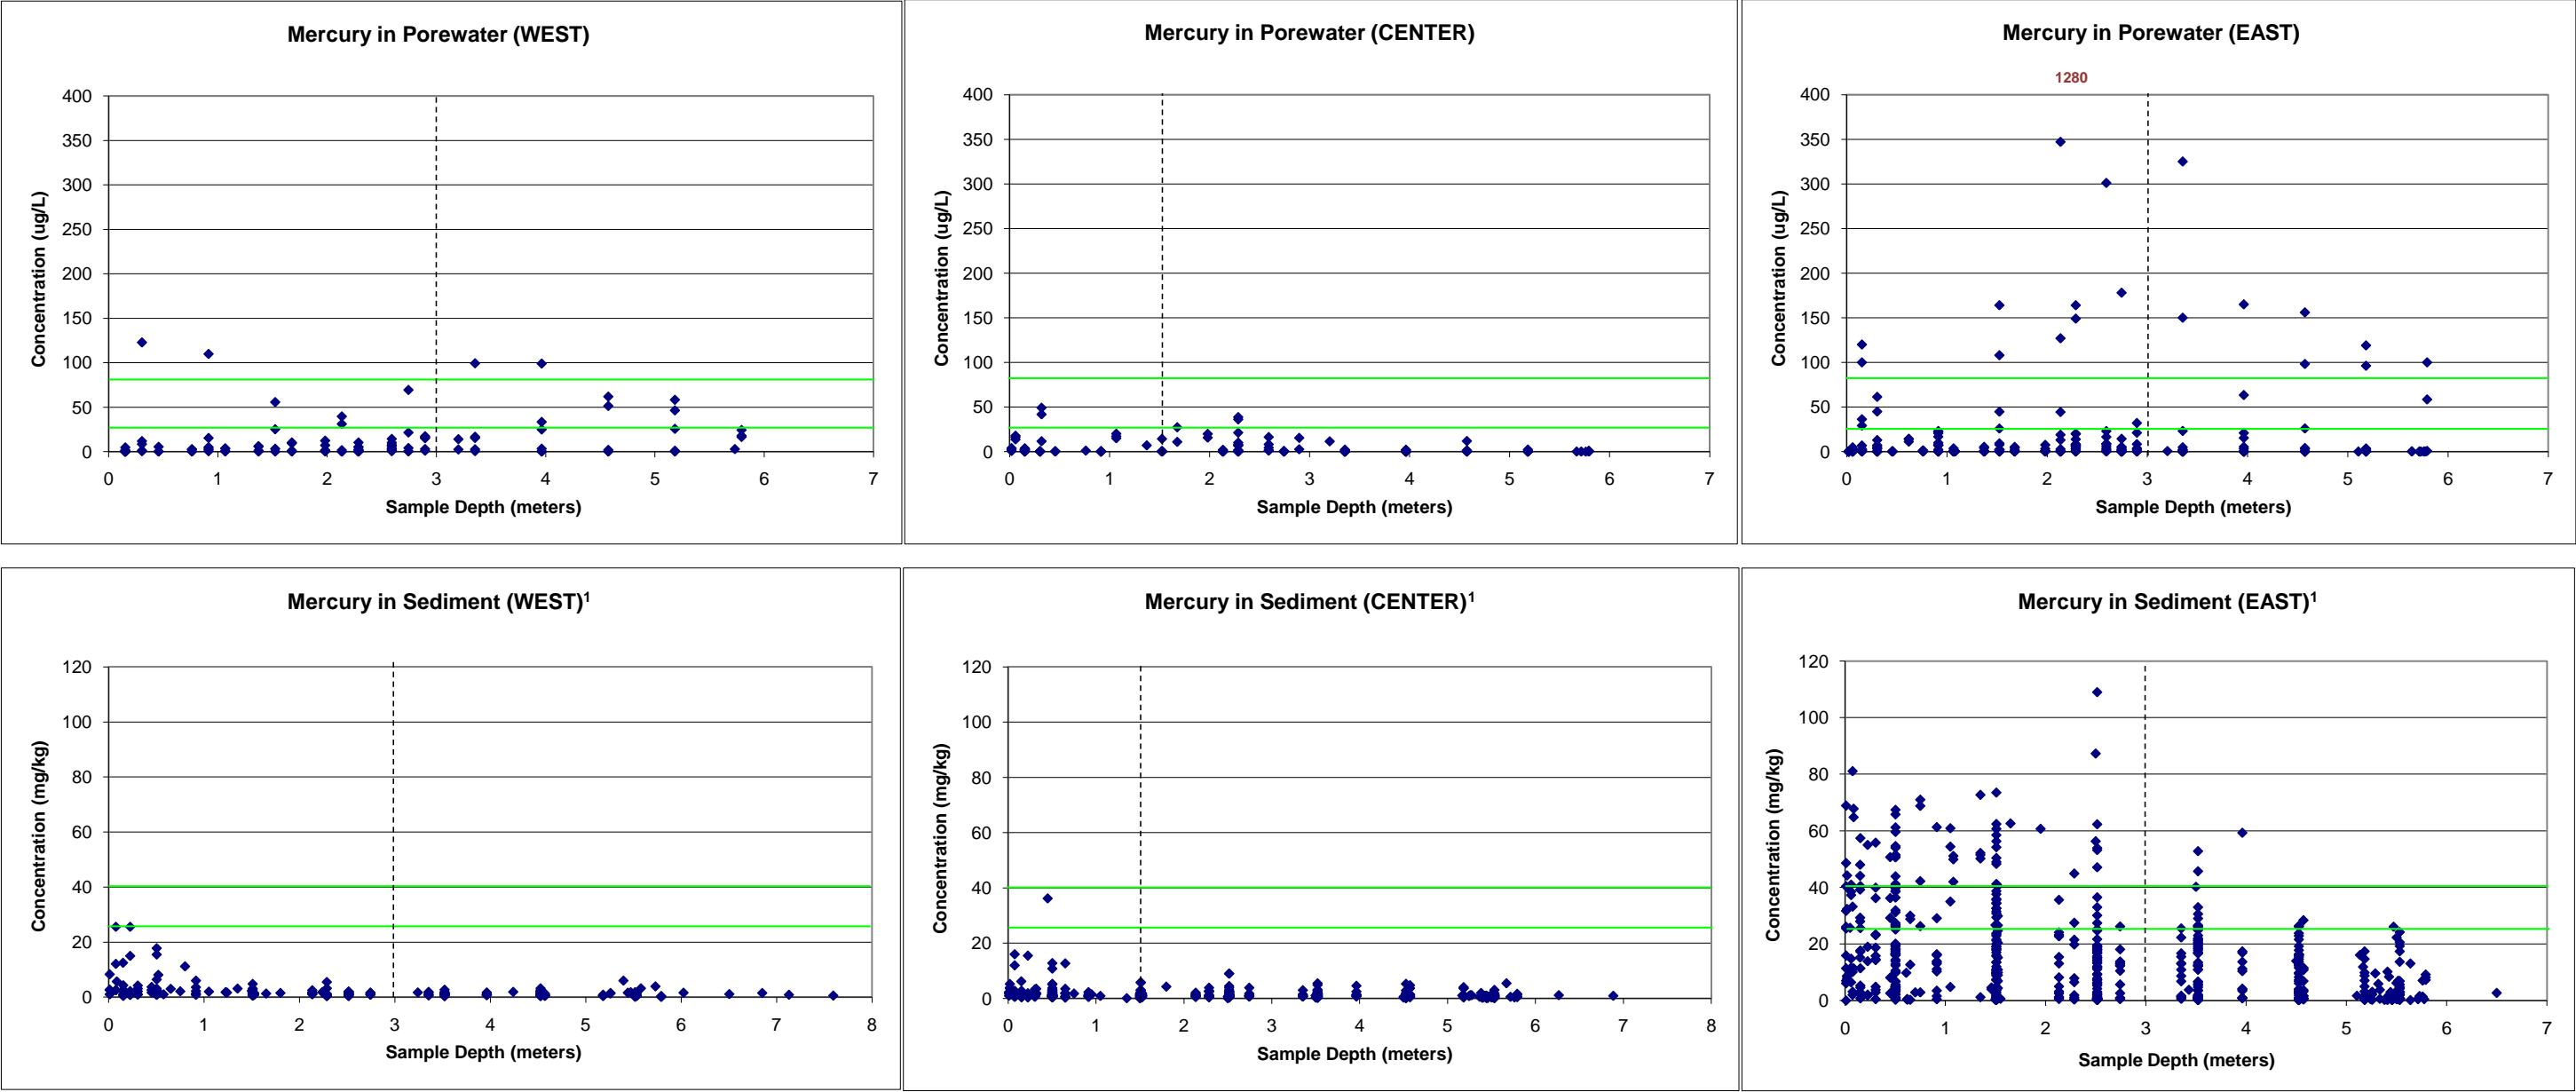 Mercury in Porewater (WEST)
400
350
300
250
200
150
100
50
0
Concentration (ug/L)
0 1 2 3 4 5 6 7
Sample Depth (meters)
Mercury in Porewater (CENTER)
400
350
300
250
200
150
100
50
0
Concentration (ug/L)
0 1 2 3 4 5 6 7
Sample Depth (meters)
Mercury in Porewater (EAST)
1280
400
350
300
250
200
150
100
50
0
Concentration (ug/L)
0 1 2 3 4 5 6 7
Sample Depth (meters)
Mercury in Sediment (WEST)¹
120
100
80
60
40
20
0
Concentration (mg/kg)
0 1 2 3 4 5 6 7 8
Sample Depth (meters)
Mercury in Sediment (CENTER)¹
120
100
80
60
40
20
0
Concentration (mg/kg)
0 1 2 3 4 5 6 7 8
Sample Depth (meters)
Mercury in Sediment (EAST)¹
120
100
80
60
40
20
0
Concentration (mg/kg)
0 1 2 3 4 5 6 7
Sample Depth (meters)